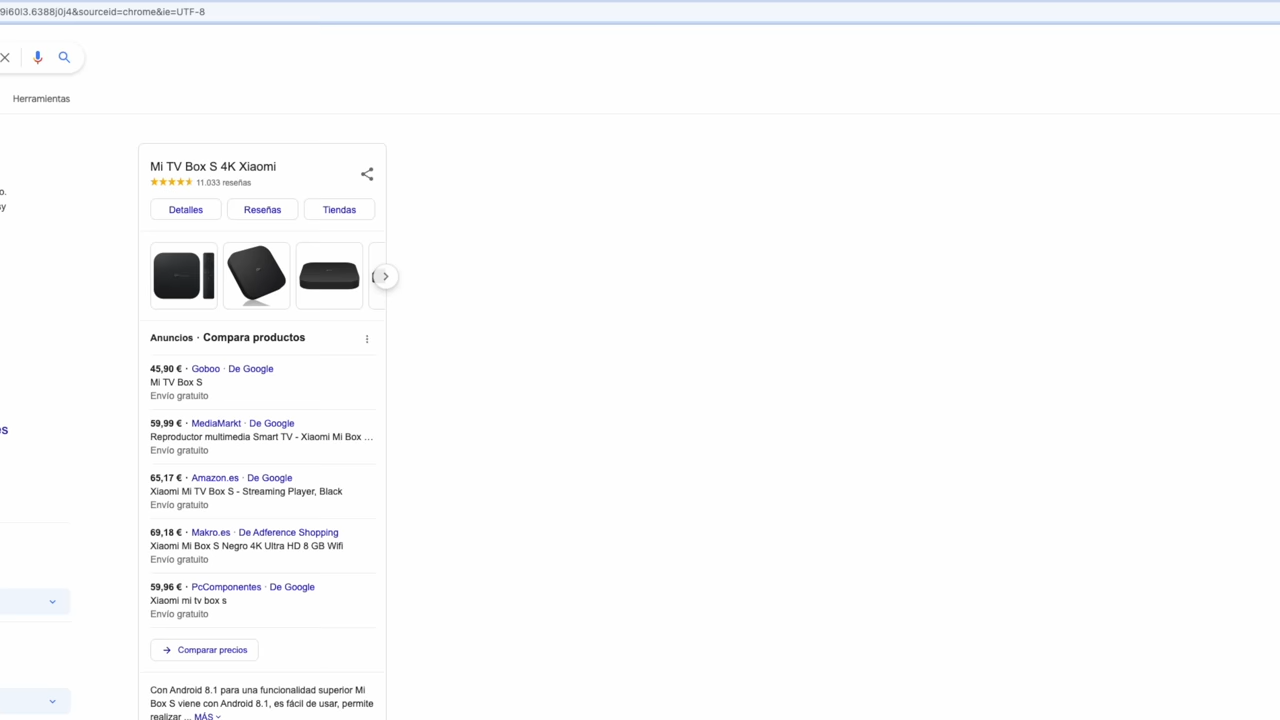 9i60l3.6388j0j4&sourceid=chrome&ie=UTF-8
Herramientas
o.
sy
es
Mi TV Box S 4K Xiaomi
11.033 reseñas
Detalles Reseñas Tiendas
Anuncios · Compara productos
45,90 € · Goboo · De Google
Mi TV Box S
Envío gratuito
59,99 € · MediaMarkt · De Google
Reproductor multimedia Smart TV - Xiaomi Mi Box ...
Envío gratuito
65,17 € · Amazon.es · De Google
Xiaomi Mi TV Box S - Streaming Player, Black
Envío gratuito
69,18 € · Makro.es · De Adference Shopping
Xiaomi Mi Box S Negro 4K Ultra HD 8 GB Wifi
Envío gratuito
59,96 € · PcComponentes · De Google
Xiaomi mi tv box s
Envío gratuito
Comparar precios
Con Android 8.1 para una funcionalidad superior Mi
Box S viene con Android 8.1, es fácil de usar, permite
realizar ... MÁS